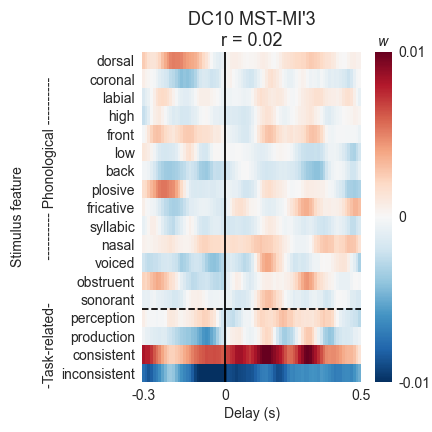 DC10 MST-MI'3
r = 0.02
w
0.01
0
-0.01
Stimulus feature
---------- Phonological ----------
-Task-related-
dorsal
coronal
labial
high
front
low
back
plosive
fricative
syllabic
nasal
voiced
obstruent
sonorant
perception
production
consistent
inconsistent
-0.3 0 0.5
Delay (s)